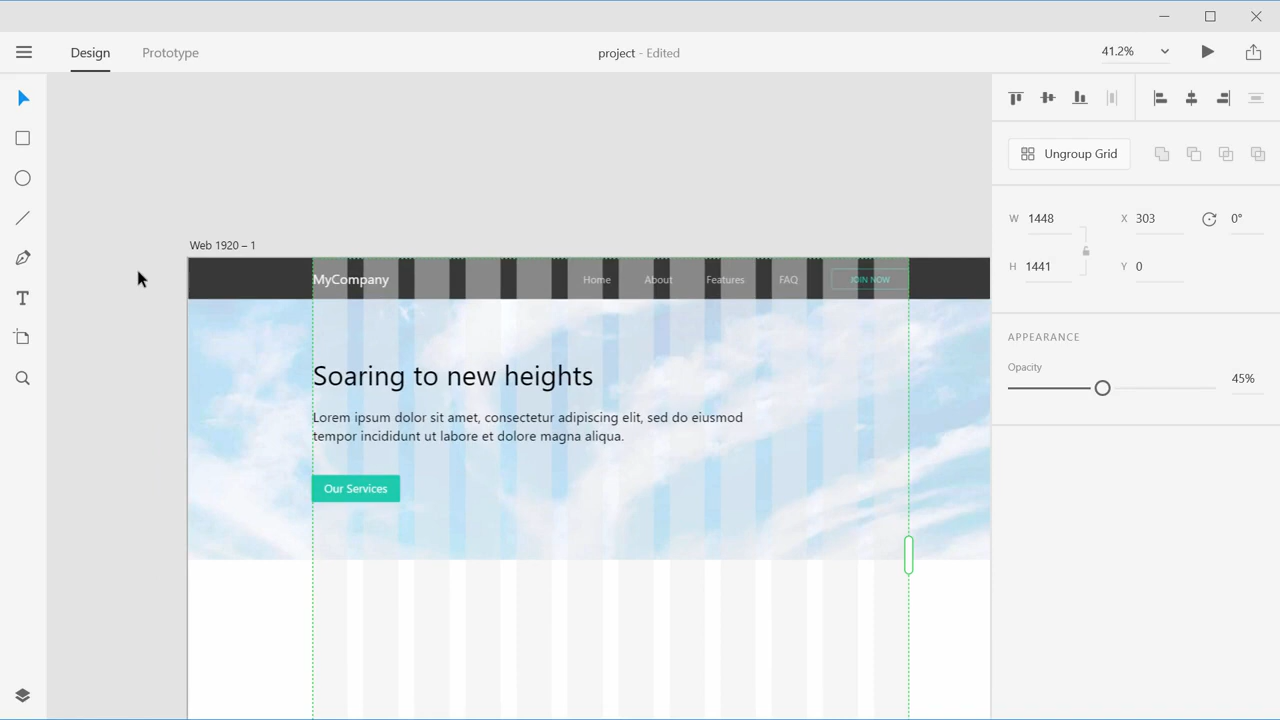 Design Prototype project - Edited 41.2%
Ungroup Grid
W 1448 X 303 0°
H 1441 Y 0
APPEARANCE
Opacity
45%
Web 1920 – 1
MyCompany Home About Features FAQ JOIN NOW
Soaring to new heights
Lorem ipsum dolor sit amet, consectetur adipiscing elit, sed do eiusmod
tempor incididunt ut labore et dolore magna aliqua.
Our Services